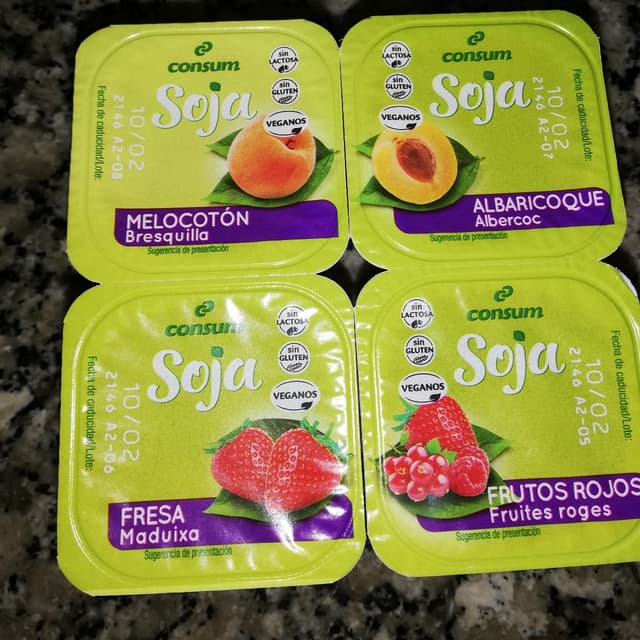 consum
Soja
sin
LACTOSA
sin
GLUTEN
VEGANOS
Fecha de caducidad/Lote:
10/02
2146 A2-08
MELOCOTÓN
Bresquilla
Sugerencia de presentación
consum
Soja
sin
LACTOSA
sin
GLUTEN
VEGANOS
Fecha de caducidad/Lote:
10/02
2146 A2-07
ALBARICOQUE
Albercoc
Sugerencia de presentación
consum
Soja
sin
LACTOSA
sin
GLUTEN
VEGANOS
Fecha de caducidad/Lote:
10/02
2146 A2-06
FRESA
Maduixa
Sugerencia de presentación
consum
Soja
sin
LACTOSA
sin
GLUTEN
VEGANOS
Fecha de caducidad/Lote:
10/02
2146 A2-05
FRUTOS ROJOS
Fruites roges
Sugerencia de presentación